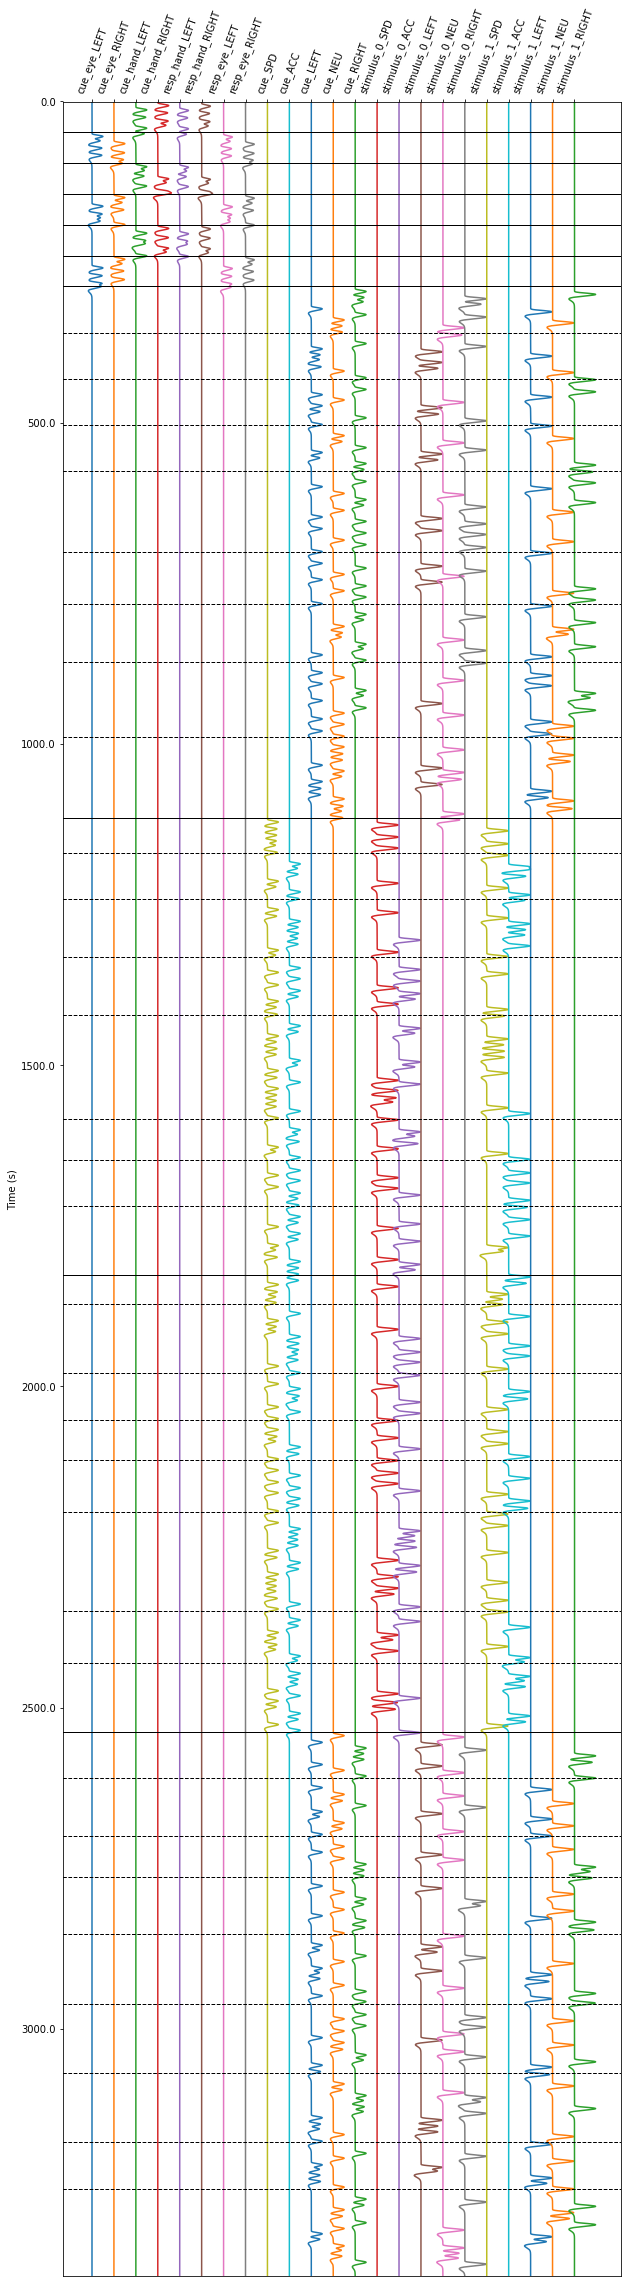 cue_eye_LEFT
cue_eye_RIGHT
cue_hand_LEFT
cue_hand_RIGHT
resp_hand_LEFT
resp_hand_RIGHT
resp_eye_LEFT
resp_eye_RIGHT
cue_SPD
cue_ACC
cue_LEFT
cue_NEU
cue_RIGHT
stimulus_0_SPD
stimulus_0_ACC
stimulus_0_LEFT
stimulus_0_NEU
stimulus_0_RIGHT
stimulus_1_SPD
stimulus_1_ACC
stimulus_1_LEFT
stimulus_1_NEU
stimulus_1_RIGHT
0.0
500.0
1000.0
1500.0
Time (s)
2000.0
2500.0
3000.0